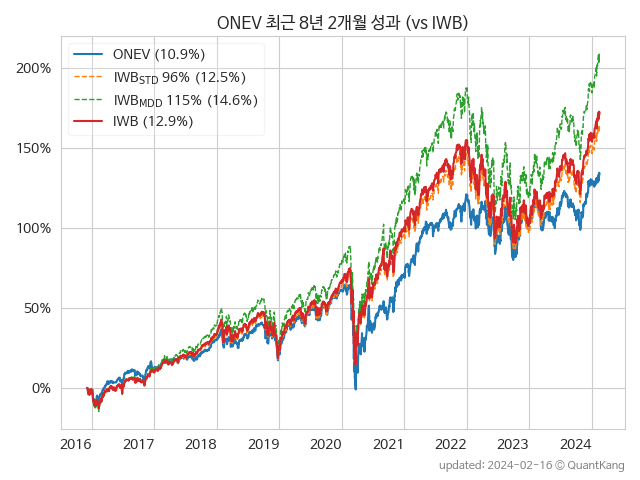 ONEV 최근 8년 2개월 성과 (vs IWB)
ONEV (10.9%)
IWB_STD 96% (12.5%)
IWB_MDD 115% (14.6%)
IWB (12.9%)
200%
150%
100%
50%
0%
2016 2017 2018 2019 2020 2021 2022 2023 2024
updated: 2024-02-16 © QuantKang